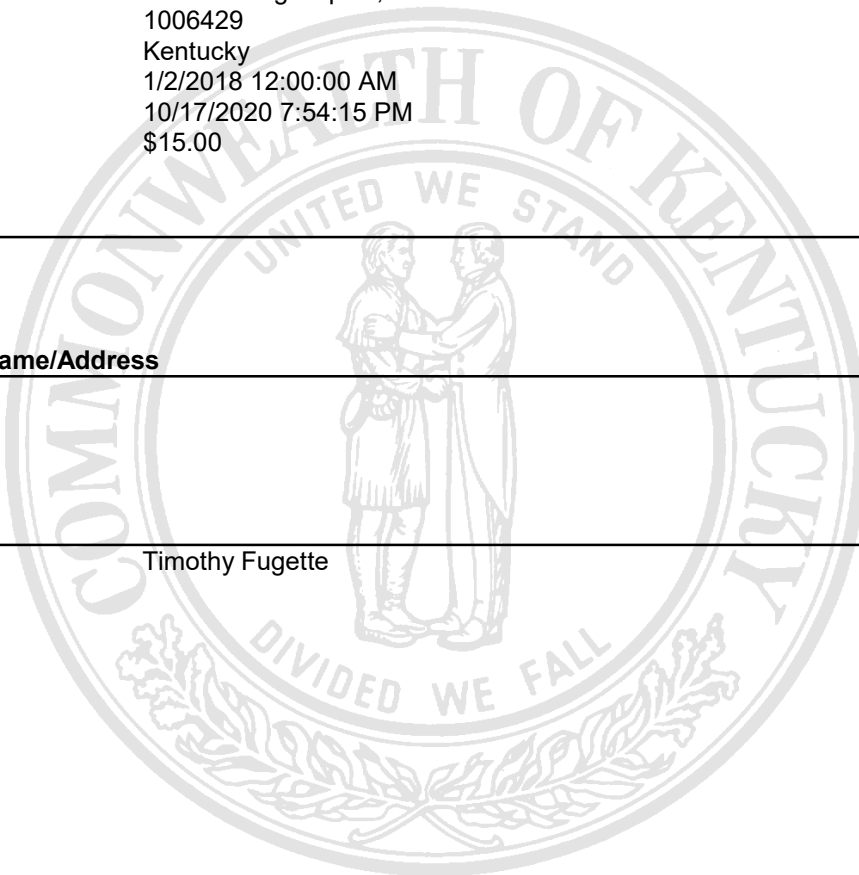 1006429
Kentucky
1/2/2018 12:00:00 AM
10/17/2020 7:54:15 PM
$15.00
COMMONWEALTH OF KENTUCKY
UNITED WE STAND
ame/Address
Timothy Fugette
DIVIDED WE FALL